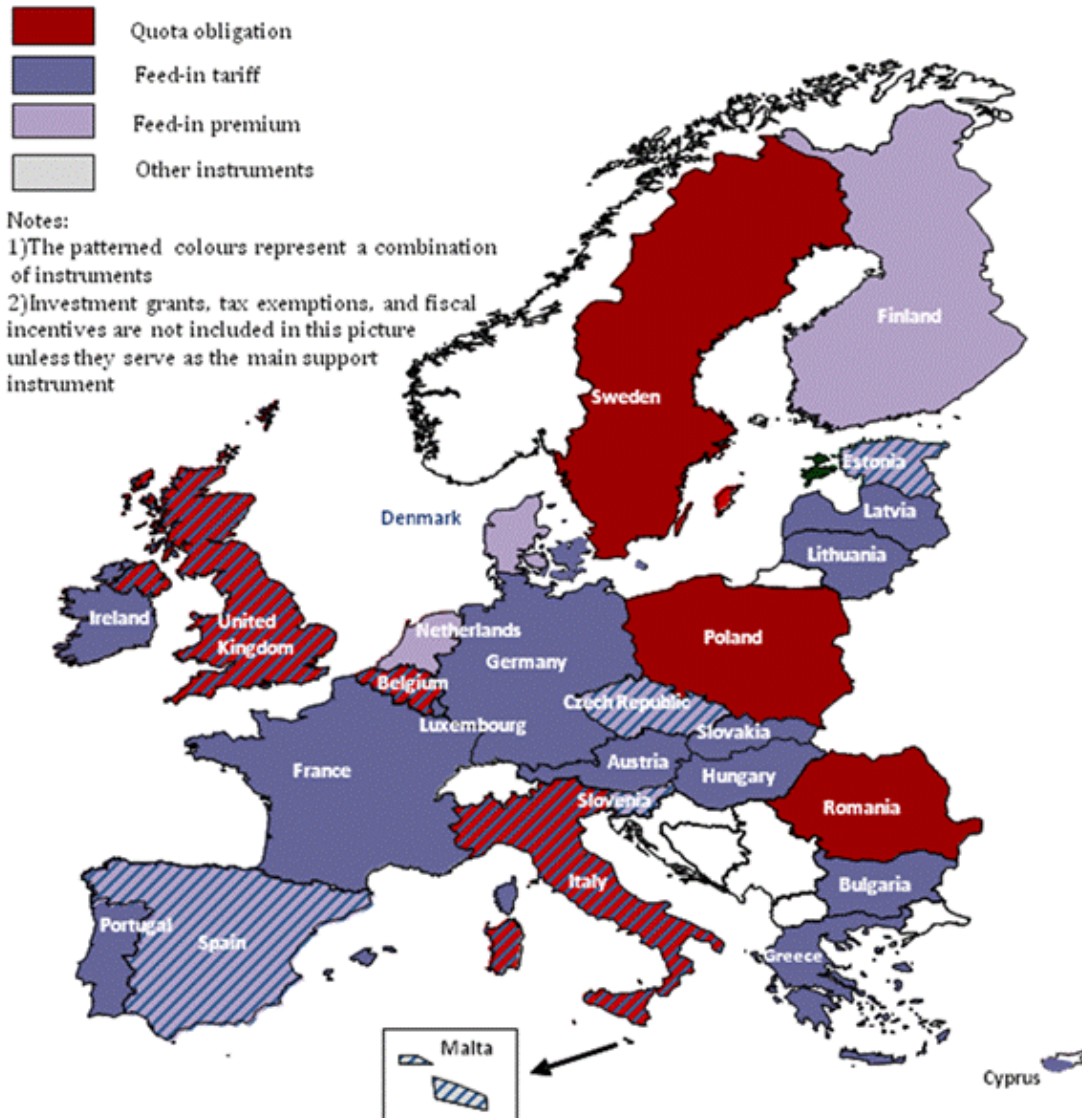 Quota obligation
Feed-in tariff
Feed-in premium
Other instruments
Notes:
1)The patterned colours represent a combination
of instruments
2)Investment grants, tax exemptions, and fiscal
incentives are not included in this picture
unless they serve as the main support
instrument
Finland
Sweden
Estonia
Denmark
Latvia
Lithuania
Ireland
United
Kingdom
Netherlands
Poland
Germany
Belgium
Czech Republic
Luxembourg
Slovakia
Austria
France
Hungary
Slovenia
Romania
Italy
Bulgaria
Portugal
Spain
Greece
Malta
Cyprus